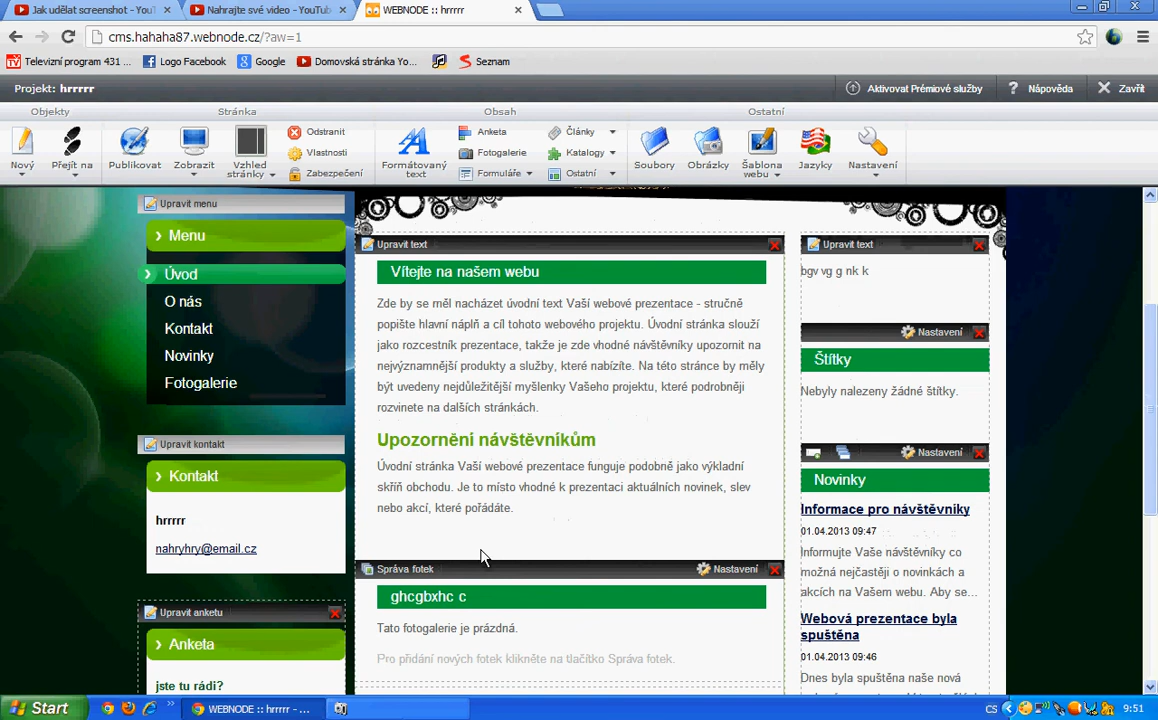 Jak udělat screenshot - YouT
Nahrajte své video - YouTub
WEBNODE :: hrrrrr
cms.hahaha87.webnode.cz/?aw=1
Televizní program 431 ...
Logo Facebook
Google
Domovská stránka Yo...
Seznam
Projekt: hrrrrr
Aktivovat Prémiové služby
Nápověda
Zavřít
Objekty
Stránka
Obsah
Ostatní
Nový
Přejít na
Publikovat
Zobrazit
Vzhled
stránky
Odstranit
Vlastnosti
Zabezpečení
Formátovaný
text
Anketa
Fotogalerie
Formuláře
Články
Katalogy
Ostatní
Soubory
Obrázky
Šablona
webu
Jazyky
Nastavení
Upravit menu
Menu
Úvod
O nás
Kontakt
Novinky
Fotogalerie
Upravit kontakt
Kontakt
hrrrrr
nahryhry@email.cz
Upravit anketu
Anketa
jste tu rádi?
Upravit text
Vítejte na našem webu
Zde by se měl nacházet úvodní text Vaší webové prezentace - stručně
popište hlavní náplň a cíl tohoto webového projektu. Úvodní stránka slouží
jako rozcestník prezentace, takže je zde vhodné návštěvníky upozornit na
nejvýznamnější produkty a služby, které nabízíte. Na této stránce by měly
být uvedeny nejdůležitější myšlenky Vašeho projektu, které podrobněji
rozvinete na dalších stránkách.
Upozornění návštěvníkům
Úvodní stránka Vaší webové prezentace funguje podobně jako výkladní
skříň obchodu. Je to místo vhodné k prezentaci aktuálních novinek, slev
nebo akcí, které pořádáte.
Správa fotek
Nastavení
ghcgbxhc c
Tato fotogalerie je prázdná.
Pro přidání nových fotek klikněte na tlačítko Správa fotek.
Upravit text
bgv vg g nk k
Nastavení
Štítky
Nebyly nalezeny žádné štítky.
Nastavení
Novinky
Informace pro návštěvníky
01.04.2013 09:47
Informujte Vaše návštěvníky co
možná nejčastěji o novinkách a
akcích na Vašem webu. Aby se...
Webová prezentace byla
spuštěna
01.04.2013 09:46
Dnes byla spuštěna naše nová
Start
WEBNODE :: hrrrrr - ...
CS
9:51